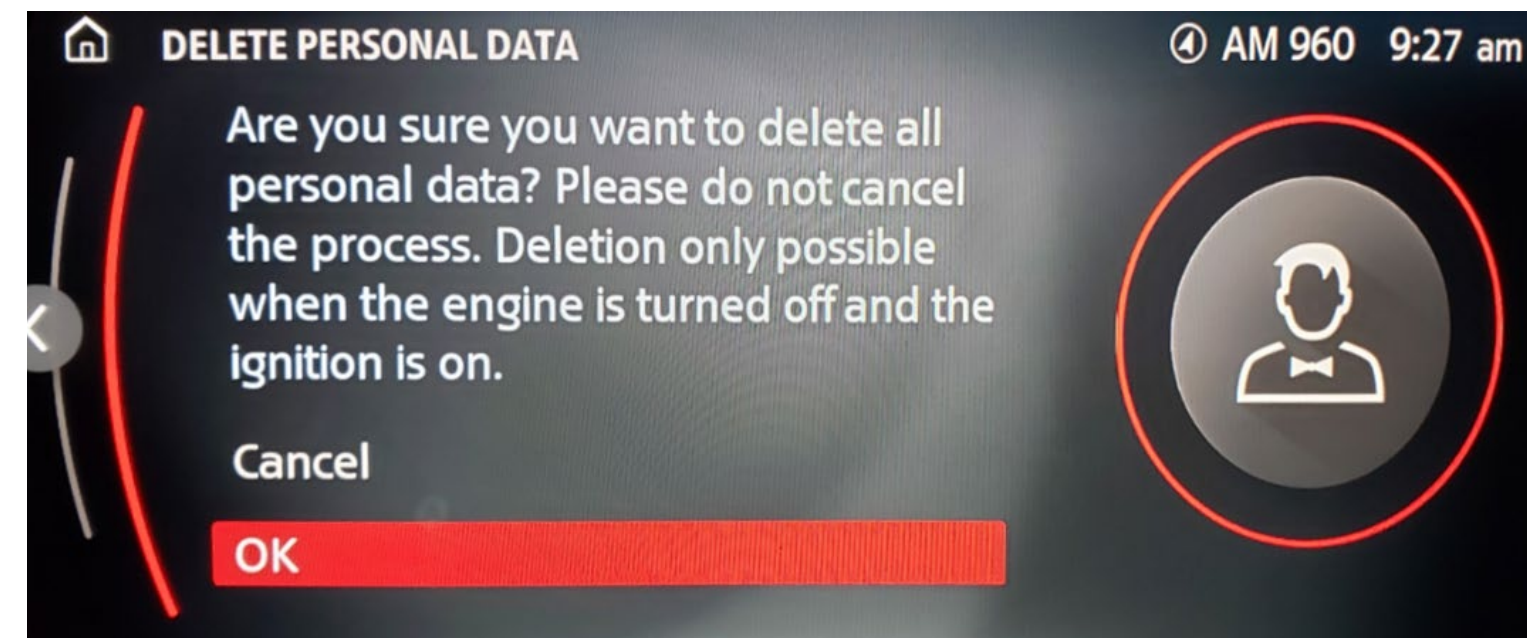 DELETE PERSONAL DATA
AM 960 9:27 am
Are you sure you want to delete all
personal data? Please do not cancel
the process. Deletion only possible
when the engine is turned off and the
ignition is on.
Cancel
OK